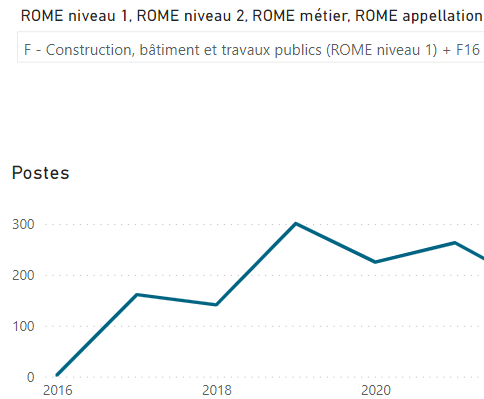 ROME niveau 1, ROME niveau 2, ROME métier, ROME appellation
F - Construction, bâtiment et travaux publics (ROME niveau 1) + F16
Postes
300
200
100
0
2016 2018 2020